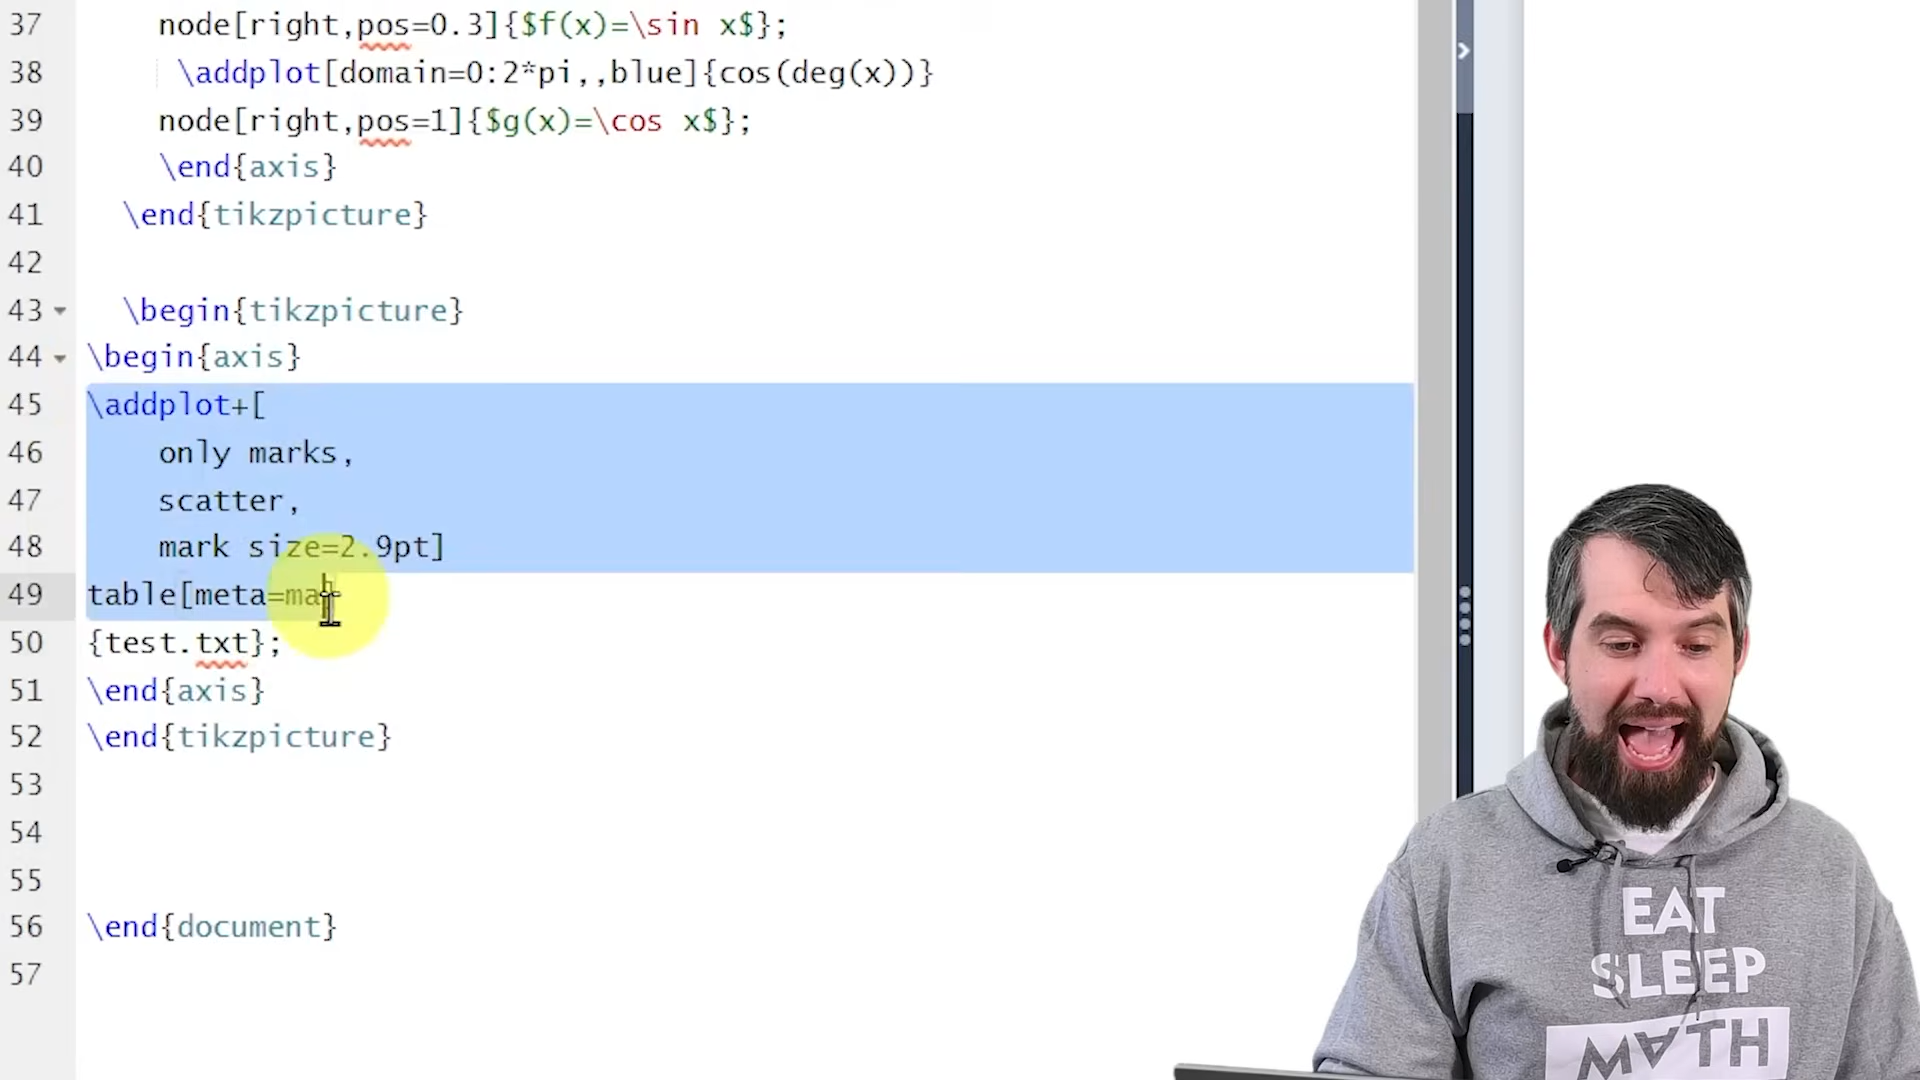 37 node[right,pos=0.3]{$f(x)=\sin x$};
38 \addplot[domain=0:2*pi,,blue]{cos(deg(x))}
39 node[right,pos=1]{$g(x)=\cos x$};
40 \end{axis}
41 \end{tikzpicture}
42
43 \begin{tikzpicture}
44 \begin{axis}
45 \addplot+[
46 only marks,
47 scatter,
48 mark size=2.9pt]
49 table[meta=ma
50 {test.txt};
51 \end{axis}
52 \end{tikzpicture}
53
54
55
56 \end{document}
57
EAT
SLEEP
M∀TH